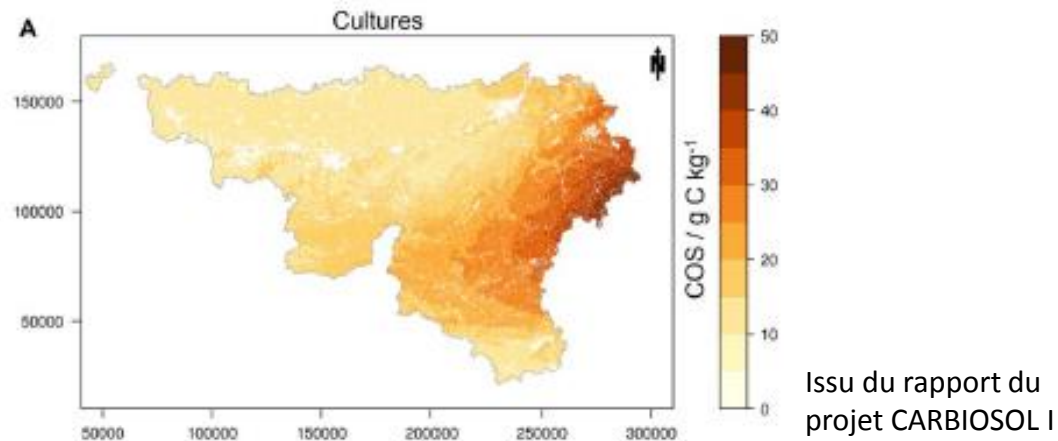 A
Cultures
N
150000
100000
50000
50000
100000
150000
200000
250000
300000
50
40
30
20
10
0
COS / g C kg⁻¹
Issu du rapport du
projet CARBIOSOL I